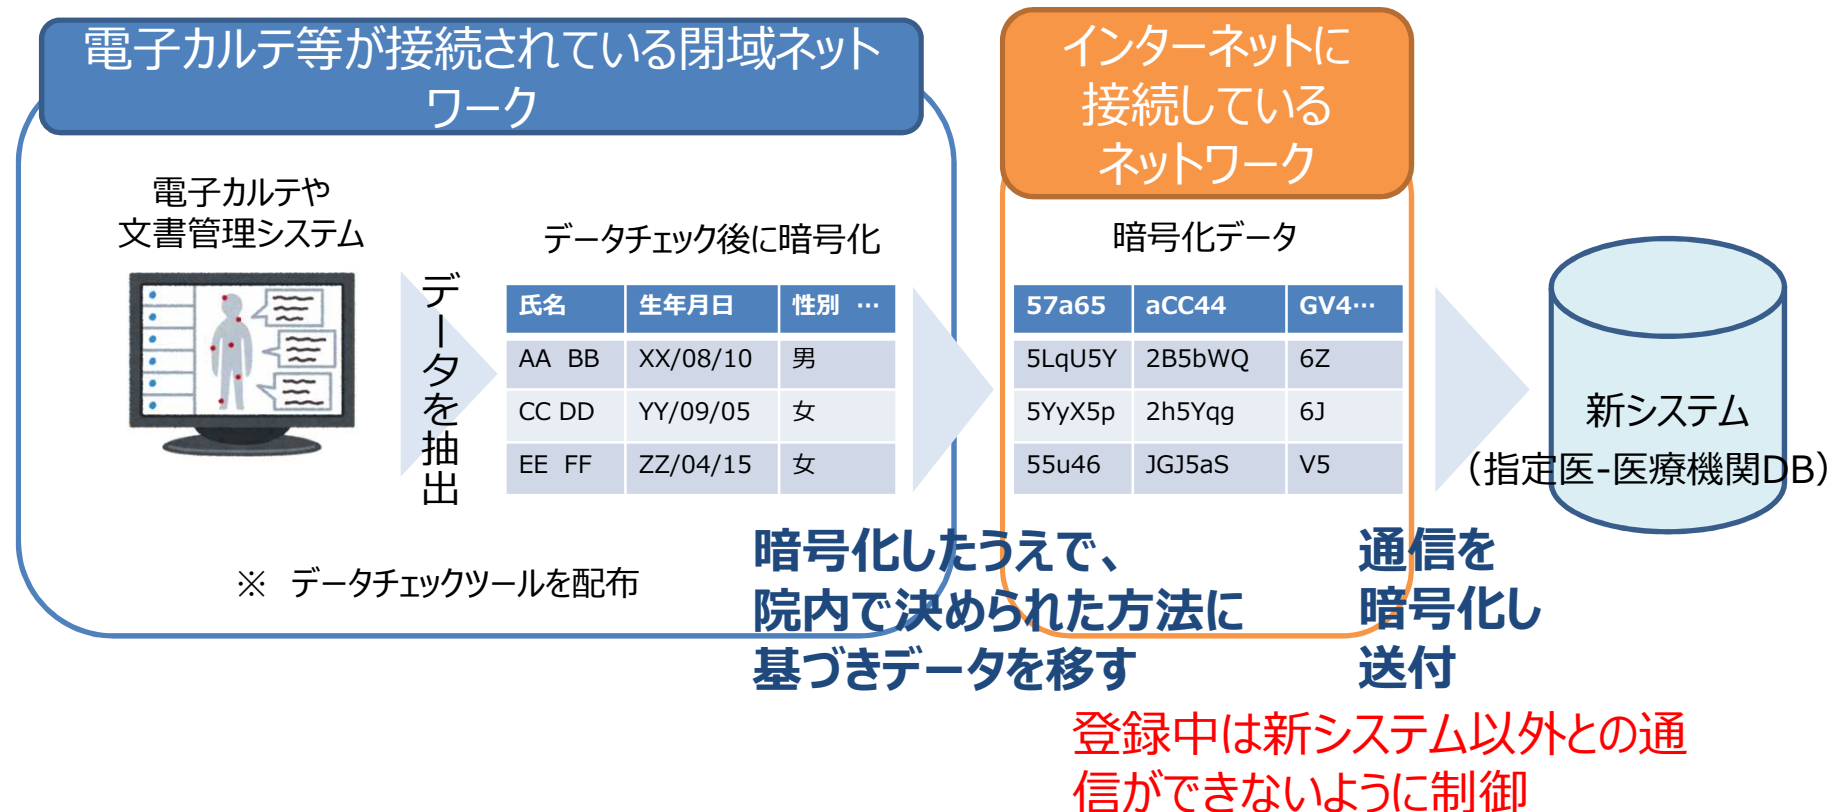 電子カルテ等が接続されている閉域ネット
ワーク
インターネットに
接続している
ネットワーク
電子カルテや
文書管理システム
データを抽出
データチェック後に暗号化
氏名 生年月日 性別 …
AA BB XX/08/10 男
CC DD YY/09/05 女
EE FF ZZ/04/15 女
※ データチェックツールを配布
暗号化データ
57a65 aCC44 GV4…
5LqU5Y 2B5bWQ 6Z
5YyX5p 2h5Yqg 6J
55u46 JGJ5aS V5
新システム
（指定医-医療機関DB）
暗号化したうえで、
院内で決められた方法に
基づきデータを移す
通信を
暗号化し
送付
登録中は新システム以外との通
信ができないように制御